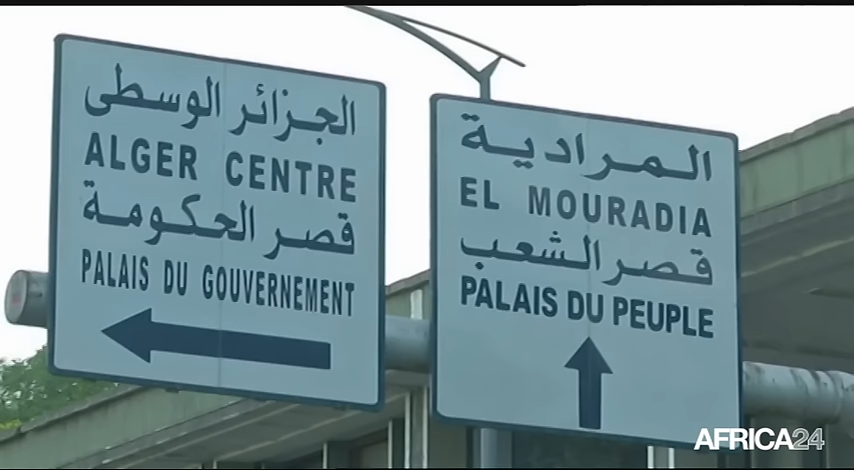 الجزائر الوسطى
ALGER CENTRE
قصر الحكومة
PALAIS DU GOUVERNEMENT
المرادية
EL MOURADIA
قصر الشعب
PALAIS DU PEUPLE
AFRICA24